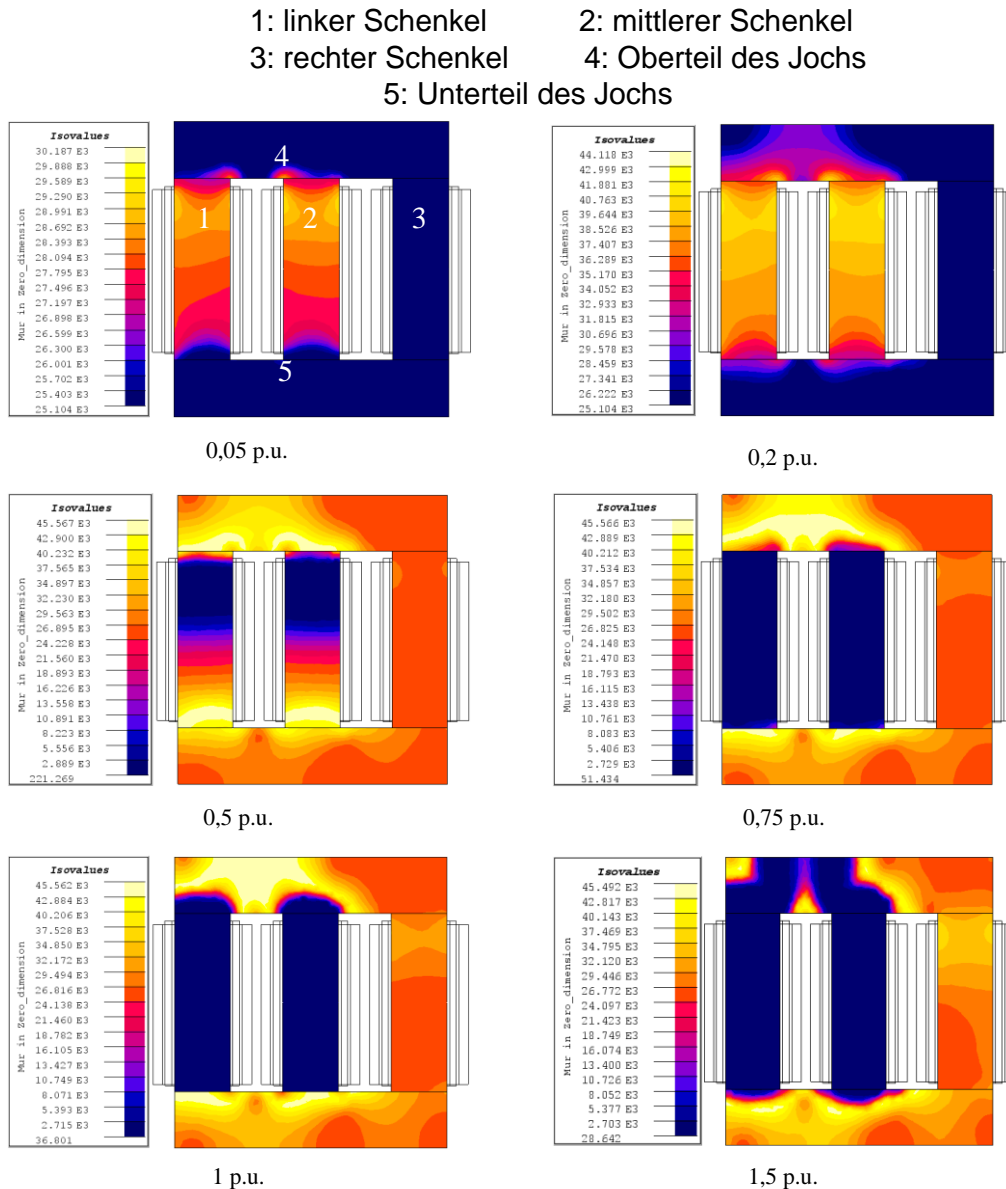 1: linker Schenkel 2: mittlerer Schenkel
3: rechter Schenkel 4: Oberteil des Jochs
5: Unterteil des Jochs
Isovalues
30.187 E3
29.888 E3
29.589 E3
29.290 E3
28.991 E3
28.692 E3
28.393 E3
28.094 E3
27.795 E3
27.496 E3
27.197 E3
26.898 E3
26.599 E3
26.300 E3
26.001 E3
25.702 E3
25.403 E3
25.104 E3
Mur in Zero_dimension
4
1
2
3
5
0,05 p.u.
Isovalues
44.118 E3
42.999 E3
41.881 E3
40.763 E3
39.644 E3
38.526 E3
37.407 E3
36.289 E3
35.170 E3
34.052 E3
32.933 E3
31.815 E3
30.696 E3
29.578 E3
28.459 E3
27.341 E3
26.222 E3
25.104 E3
Mur in Zero_dimension
0,2 p.u.
Isovalues
45.567 E3
42.900 E3
40.232 E3
37.565 E3
34.897 E3
32.230 E3
29.563 E3
26.895 E3
24.228 E3
21.560 E3
18.893 E3
16.226 E3
13.558 E3
10.891 E3
8.223 E3
5.556 E3
2.889 E3
221.269
Mur in Zero_dimension
0,5 p.u.
Isovalues
45.566 E3
42.889 E3
40.212 E3
37.534 E3
34.857 E3
32.180 E3
29.502 E3
26.825 E3
24.148 E3
21.470 E3
18.793 E3
16.115 E3
13.438 E3
10.761 E3
8.083 E3
5.406 E3
2.729 E3
51.434
Mur in Zero_dimension
0,75 p.u.
Isovalues
45.562 E3
42.884 E3
40.206 E3
37.528 E3
34.850 E3
32.172 E3
29.494 E3
26.816 E3
24.138 E3
21.460 E3
18.782 E3
16.105 E3
13.427 E3
10.749 E3
8.071 E3
5.393 E3
2.715 E3
36.801
Mur in Zero_dimension
1 p.u.
Isovalues
45.492 E3
42.817 E3
40.143 E3
37.469 E3
34.795 E3
32.120 E3
29.446 E3
26.772 E3
24.097 E3
21.423 E3
18.749 E3
16.074 E3
13.400 E3
10.726 E3
8.052 E3
5.377 E3
2.703 E3
28.642
Mur in Zero_dimension
1,5 p.u.